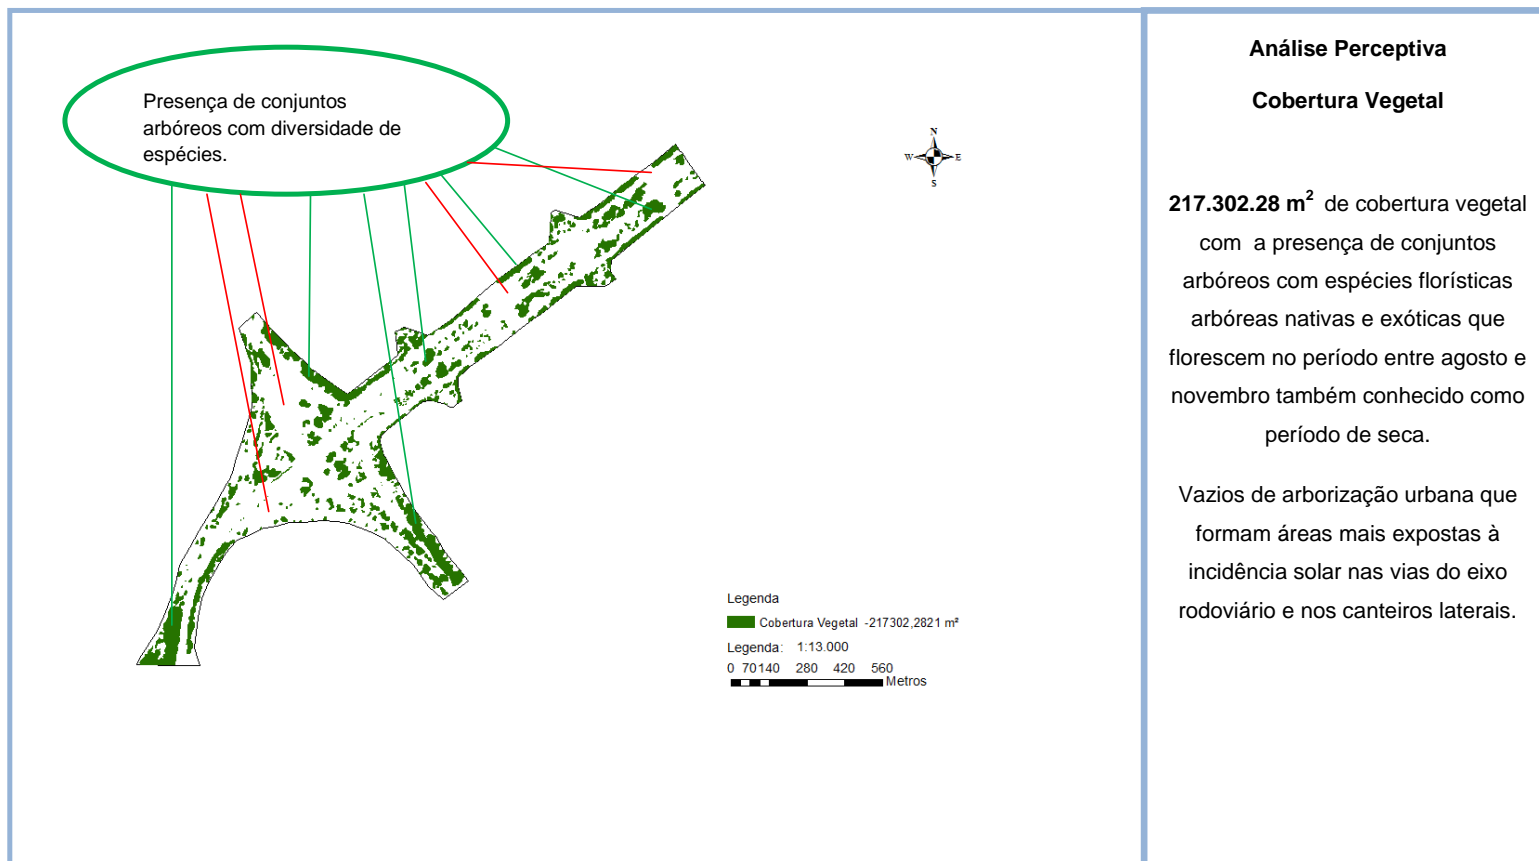 Presença de conjuntos
arbóreos com diversidade de
espécies.
N
W
E
S
Legenda
Cobertura Vegetal -217302,2821 m²
Legenda: 1:13.000
0 70140 280 420 560
Metros
Análise Perceptiva
Cobertura Vegetal
217.302.28 m² de cobertura vegetal
com a presença de conjuntos
arbóreos com espécies florísticas
arbóreas nativas e exóticas que
florescem no período entre agosto e
novembro também conhecido como
período de seca.
Vazios de arborização urbana que
formam áreas mais expostas à
incidência solar nas vias do eixo
rodoviário e nos canteiros laterais.